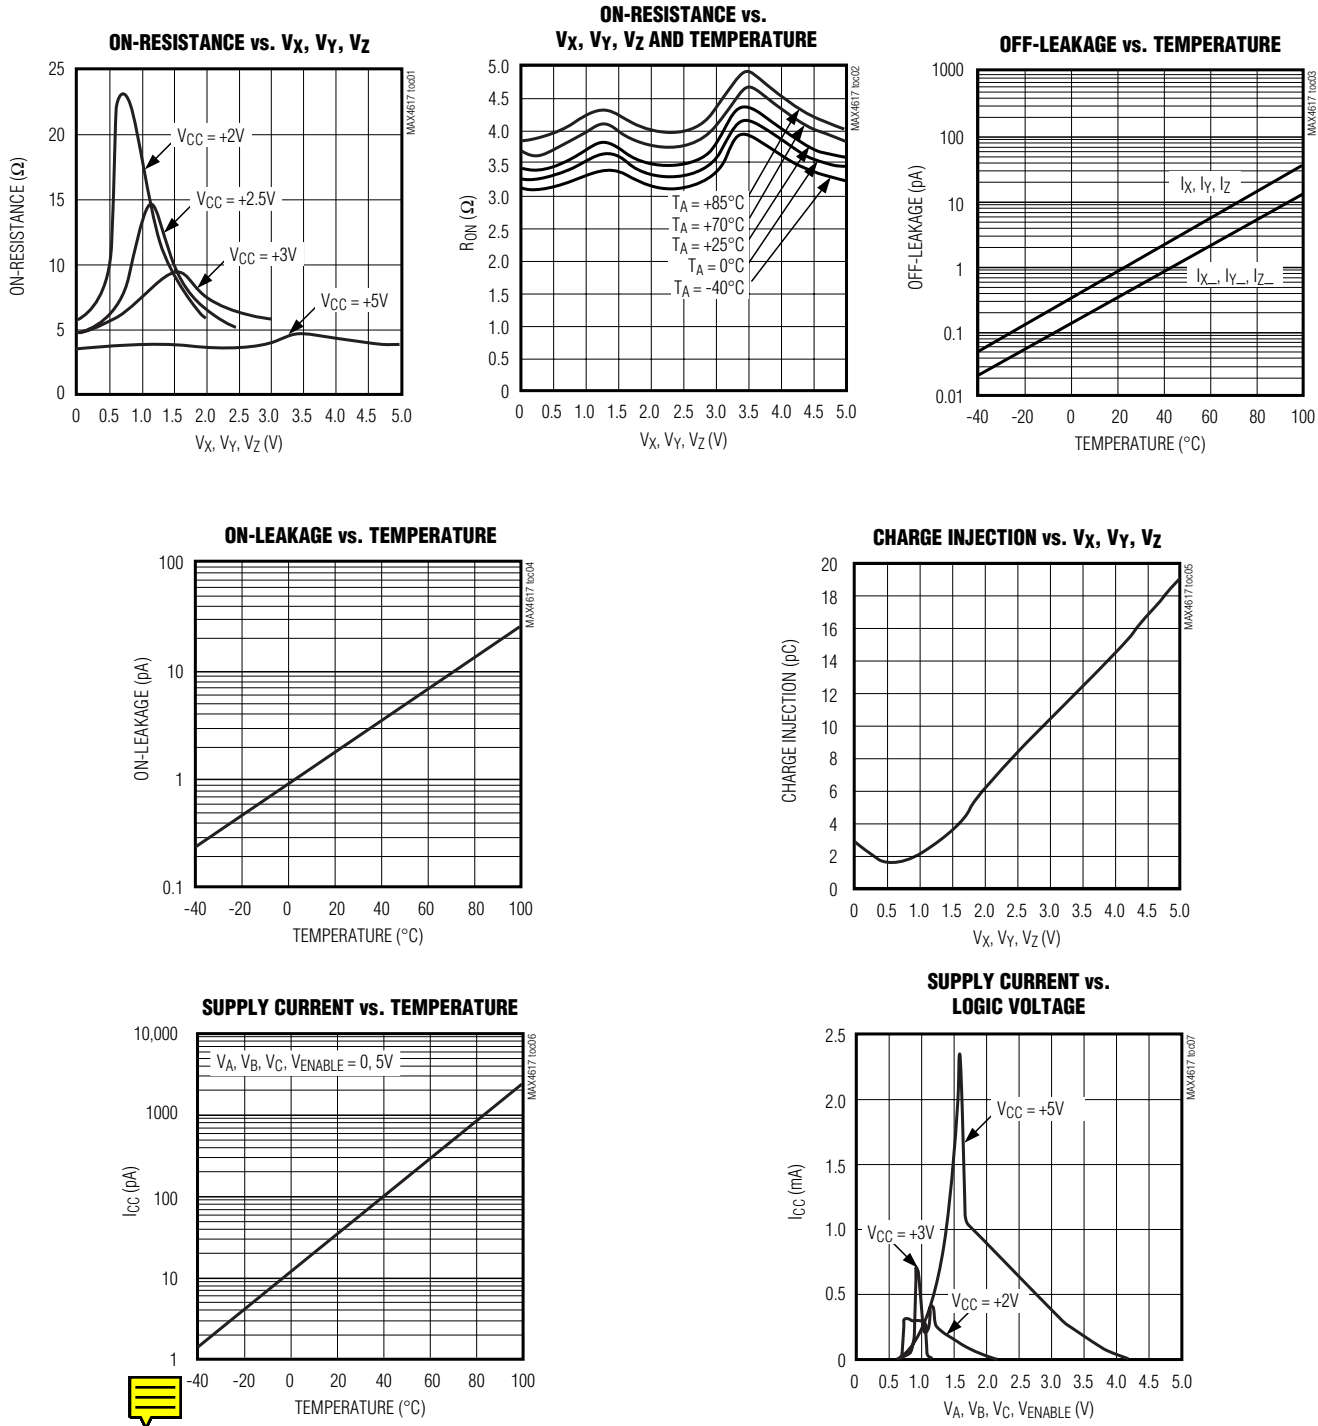 ON-RESISTANCE vs. VX, VY, VZ
25
20
15
10
5
0
ON-RESISTANCE (Ω)
VCC = +2V
VCC = +2.5V
VCC = +3V
VCC = +5V
0 0.5 1.0 1.5 2.0 2.5 3.0 3.5 4.0 4.5 5.0
VX, VY, VZ (V)
MAX4617 toc01
ON-RESISTANCE vs.
VX, VY, VZ AND TEMPERATURE
5.0
4.5
4.0
3.5
3.0
2.5
2.0
1.5
1.0
0.5
0
RON (Ω)
TA = +85°C
TA = +70°C
TA = +25°C
TA = 0°C
TA = -40°C
0 0.5 1.0 1.5 2.0 2.5 3.0 3.5 4.0 4.5 5.0
VX, VY, VZ (V)
MAX4617 toc02
OFF-LEAKAGE vs. TEMPERATURE
1000
100
10
1
0.1
0.01
OFF-LEAKAGE (pA)
IX, IY, IZ
IX_, IY_, IZ_
-40 -20 0 20 40 60 80 100
TEMPERATURE (°C)
MAX4617 toc03
ON-LEAKAGE vs. TEMPERATURE
100
10
1
0.1
ON-LEAKAGE (pA)
-40 -20 0 20 40 60 80 100
TEMPERATURE (°C)
MAX4617 toc04
CHARGE INJECTION vs. VX, VY, VZ
20
18
16
14
12
10
8
6
4
2
0
CHARGE INJECTION (pC)
0 0.5 1.0 1.5 2.0 2.5 3.0 3.5 4.0 4.5 5.0
VX, VY, VZ (V)
MAX4617 toc05
SUPPLY CURRENT vs. TEMPERATURE
10,000
1000
100
10
1
ICC (pA)
VA, VB, VC, VENABLE = 0, 5V
-40 -20 0 20 40 60 80 100
TEMPERATURE (°C)
MAX4617 toc06
SUPPLY CURRENT vs.
LOGIC VOLTAGE
2.5
2.0
1.5
1.0
0.5
0
ICC (mA)
VCC = +5V
VCC = +3V
VCC = +2V
0 0.5 1.0 1.5 2.0 2.5 3.0 3.5 4.0 4.5 5.0
VA, VB, VC, VENABLE (V)
MAX4617 toc07